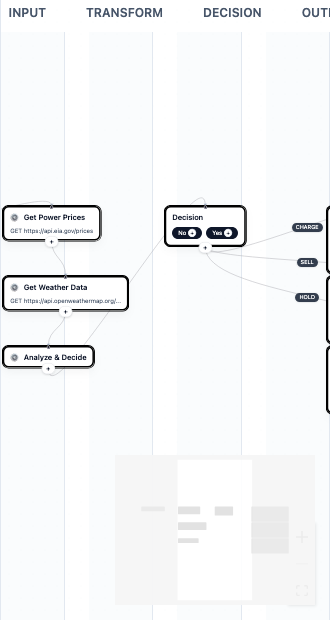 INPUT
TRANSFORM
DECISION
OUT
Get Power Prices
GET https://api.eia.gov/prices
Get Weather Data
GET https://api.openweathermap.org/...
Analyze & Decide
Decision
No
Yes
CHARGE
SELL
HOLD